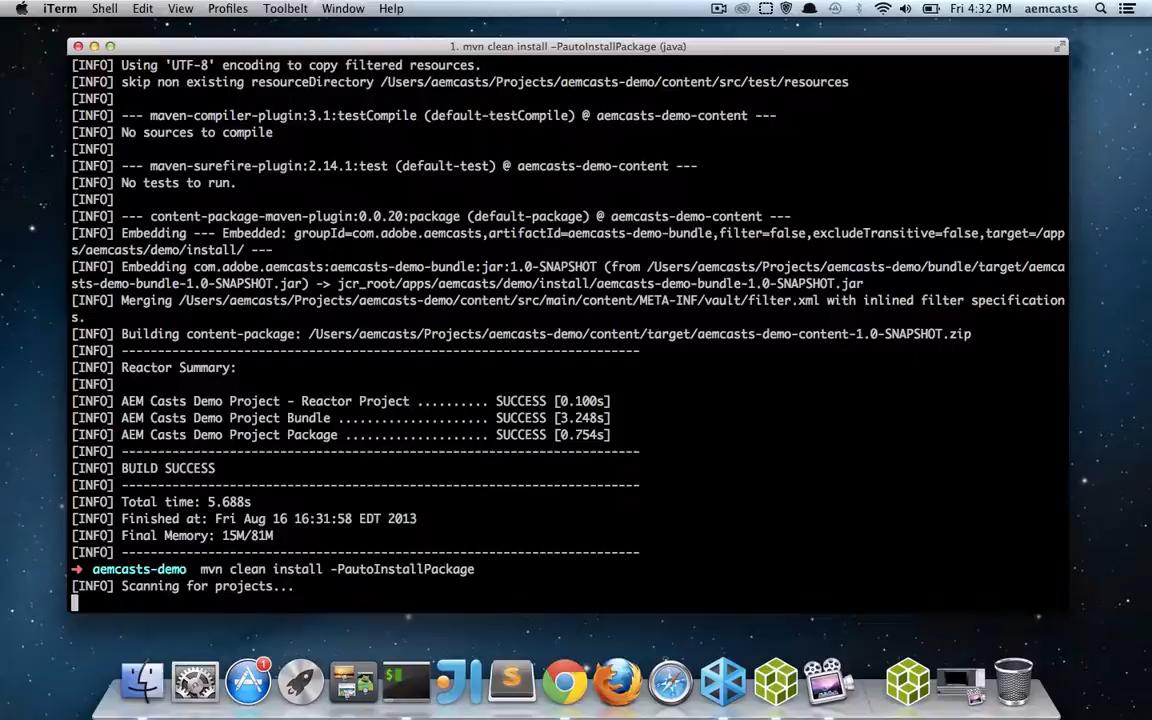 iTerm Shell Edit View Profiles Toolbelt Window Help Fri 4:32 PM aemcasts
1. mvn clean install -PautoInstallPackage (java)
[INFO] Using 'UTF-8' encoding to copy filtered resources.
[INFO] skip non existing resourceDirectory /Users/aemcasts/Projects/aemcasts-demo/content/src/test/resources
[INFO]
[INFO] --- maven-compiler-plugin:3.1:testCompile (default-testCompile) @ aemcasts-demo-content ---
[INFO] No sources to compile
[INFO]
[INFO] --- maven-surefire-plugin:2.14.1:test (default-test) @ aemcasts-demo-content ---
[INFO] No tests to run.
[INFO]
[INFO] --- content-package-maven-plugin:0.0.20:package (default-package) @ aemcasts-demo-content ---
[INFO] Embedding --- Embedded: groupId=com.adobe.aemcasts,artifactId=aemcasts-demo-bundle,filter=false,excludeTransitive=false,target=/app
s/aemcasts/demo/install/ ---
[INFO] Embedding com.adobe.aemcasts:aemcasts-demo-bundle:jar:1.0-SNAPSHOT (from /Users/aemcasts/Projects/aemcasts-demo/bundle/target/aemca
sts-demo-bundle-1.0-SNAPSHOT.jar) -> jcr_root/apps/aemcasts/demo/install/aemcasts-demo-bundle-1.0-SNAPSHOT.jar
[INFO] Merging /Users/aemcasts/Projects/aemcasts-demo/content/src/main/content/META-INF/vault/filter.xml with inlined filter specification
s.
[INFO] Building content-package: /Users/aemcasts/Projects/aemcasts-demo/content/target/aemcasts-demo-content-1.0-SNAPSHOT.zip
[INFO] ------------------------------------------------------------------------
[INFO] Reactor Summary:
[INFO]
[INFO] AEM Casts Demo Project - Reactor Project .......... SUCCESS [0.100s]
[INFO] AEM Casts Demo Project Bundle ..................... SUCCESS [3.248s]
[INFO] AEM Casts Demo Project Package .................... SUCCESS [0.754s]
[INFO] ------------------------------------------------------------------------
[INFO] BUILD SUCCESS
[INFO] ------------------------------------------------------------------------
[INFO] Total time: 5.688s
[INFO] Finished at: Fri Aug 16 16:31:58 EDT 2013
[INFO] Final Memory: 15M/81M
[INFO] ------------------------------------------------------------------------
→ aemcasts-demo mvn clean install -PautoInstallPackage
[INFO] Scanning for projects...
1
$
S